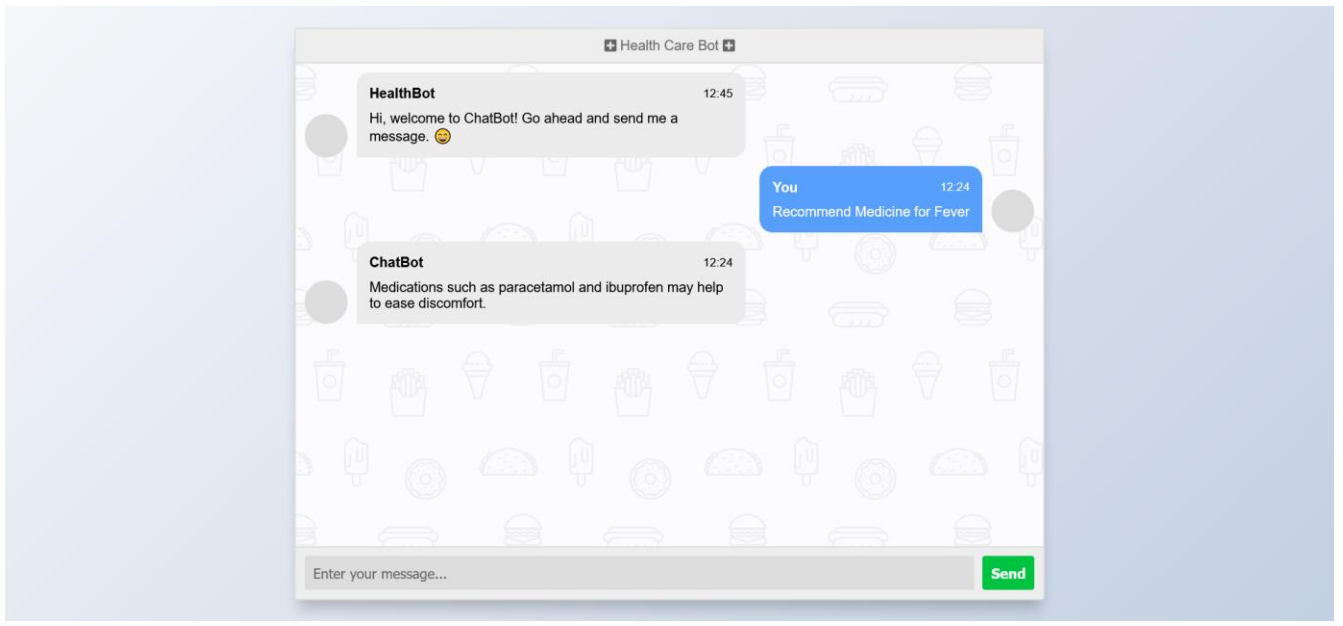 Health Care Bot
HealthBot 12:45
Hi, welcome to ChatBot! Go ahead and send me a
message. 😄
You 12:24
Recommend Medicine for Fever
ChatBot 12:24
Medications such as paracetamol and ibuprofen may help
to ease discomfort.
Enter your message... Send